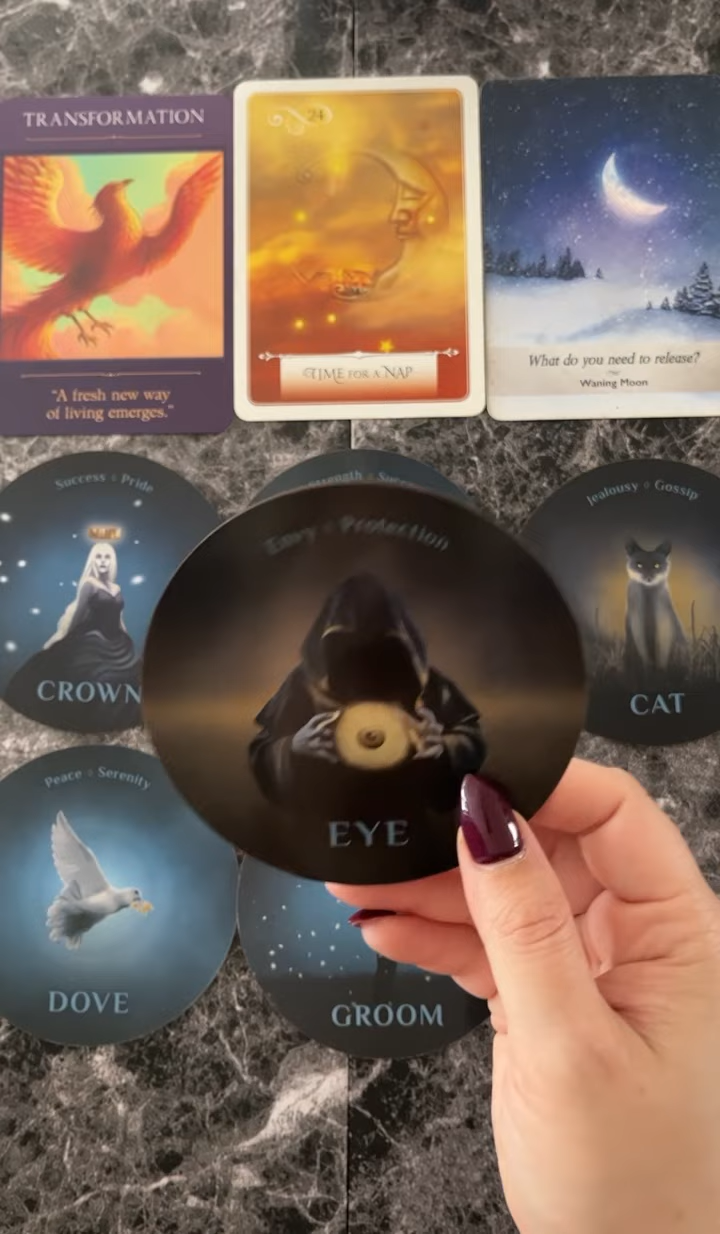 TRANSFORMATION
"A fresh new way
of living emerges."
24
TIME FOR A NAP
What do you need to release?
Waning Moon
Success Pride
CROWN
Strength
Envy Protection
EYE
Jealousy Gossip
CAT
Peace Serenity
DOVE
GROOM